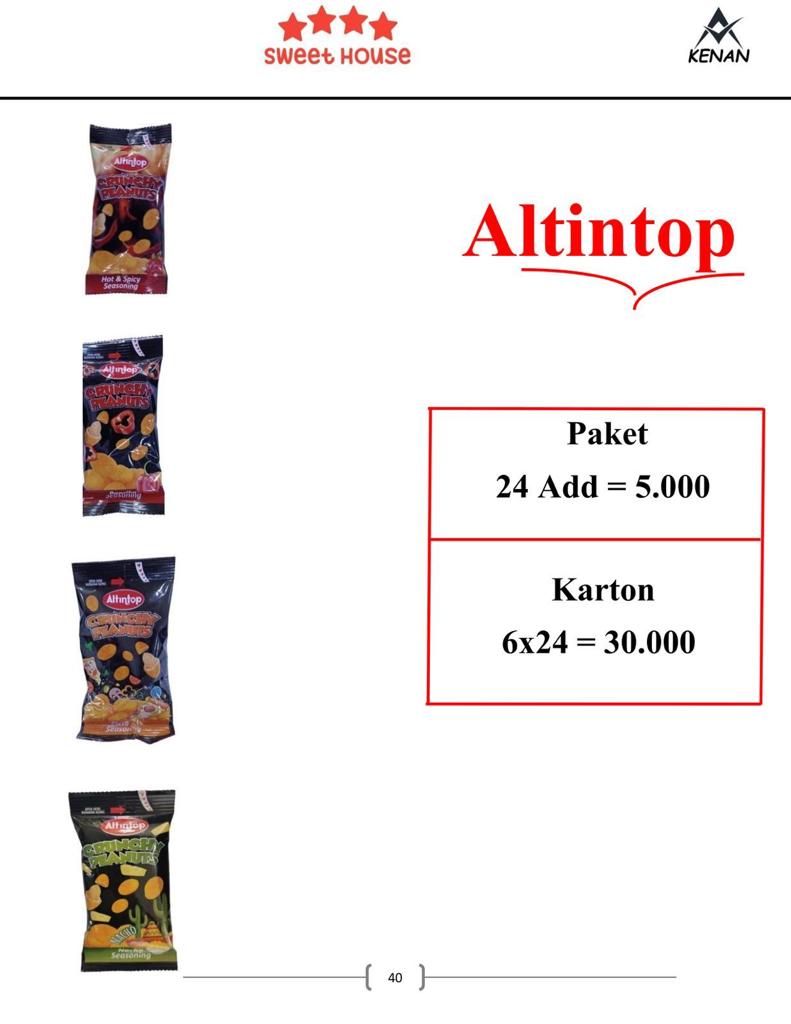 SWEET HOUSE
KENAN
Altintop
CRUNCHY
PEANUTS
Hot & Spicy
Seasoning
Altintop
Altintop
CRUNCHY
PEANUTS
Seasoning
Paket
24 Add = 5.000
Karton
6x24 = 30.000
Altintop
CRUNCHY
PEANUTS
Seasoning
Altintop
CRUNCHY
PEANUTS
NACHO
Seasoning
40